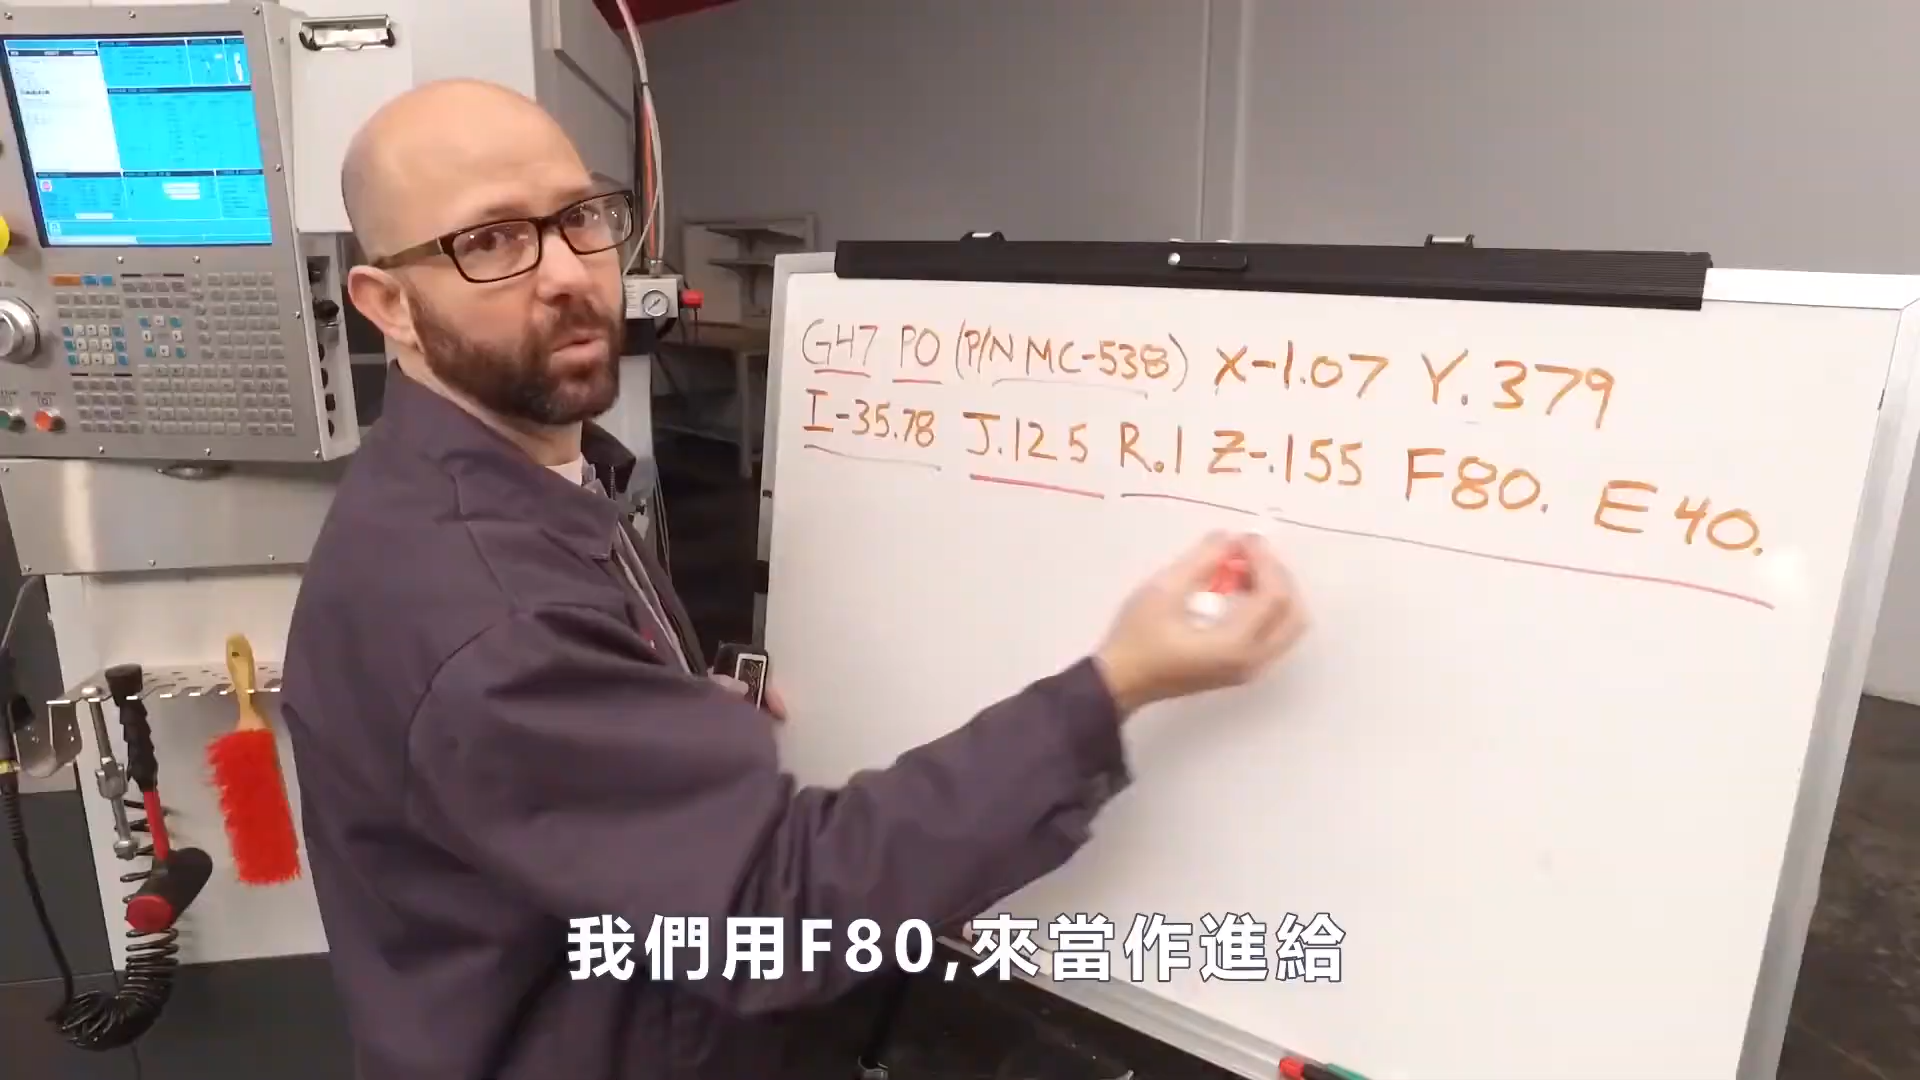 G47 P0 (P/N MC-538) X-1.07 Y.379
I-35.78 J.125 R.1 Z-.155 F80. E40.
我們用F80,來當作進給